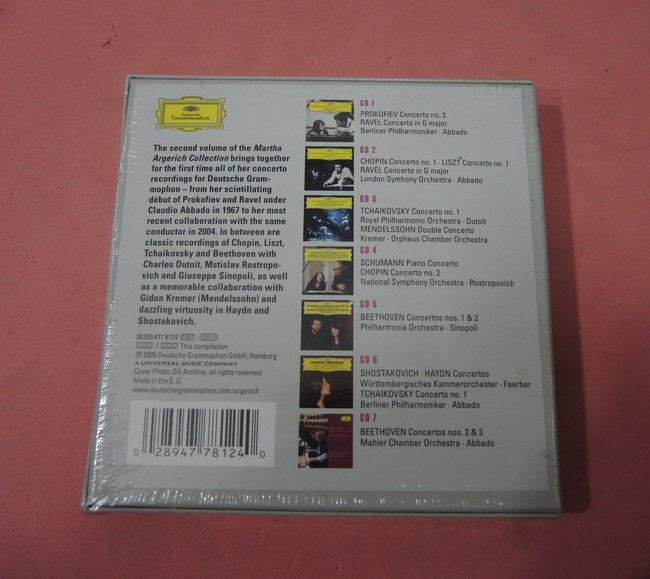 Deutsche
Grammophon
The second volume of the Martha
Argerich Collection brings together
for the first time all of her concerto
recordings for Deutsche Gram-
mophon – from her scintillating
début of Prokofiev and Ravel under
Claudio Abbado in 1967 to her most
recent collaboration with the same
conductor in 2004. In between are
classic recordings of Chopin, Liszt,
Tchaikovsky and Beethoven with
Charles Dutoit, Mstislav Rostropo-
vich and Giuseppe Sinopoli, as well
as a memorable collaboration with
Gidon Kremer (Mendelssohn) and
dazzling virtuosity in Haydn and
Shostakovich.
00289 477 8124
This compilation
℗ 2009 Deutsche Grammophon GmbH, Hamburg
A UNIVERSAL MUSIC COMPANY
Cover Photo: DG Archive, all rights reserved
Made in the E. U.
www.deutschegrammophon.com/argerich
0 28947 78124 0
CD 1
PROKOFIEV Concerto no. 3
RAVEL Concerto in G major
Berliner Philharmoniker · Abbado
CD 2
CHOPIN Concerto no. 1 · LISZT Concerto no. 1
RAVEL Concerto in G major
London Symphony Orchestra · Abbado
CD 3
TCHAIKOVSKY Concerto no. 1
Royal Philharmonic Orchestra · Dutoit
MENDELSSOHN Double Concerto
Kremer · Orpheus Chamber Orchestra
CD 4
SCHUMANN Piano Concerto
CHOPIN Concerto no. 2
National Symphony Orchestra · Rostropovich
CD 5
BEETHOVEN Concertos nos. 1 & 2
Philharmonia Orchestra · Sinopoli
CD 6
SHOSTAKOVICH · HAYDN Concertos
Württembergisches Kammerorchester · Faerber
TCHAIKOVSKY Concerto no. 1
Berliner Philharmoniker · Abbado
CD 7
BEETHOVEN Concertos nos. 2 & 3
Mahler Chamber Orchestra · Abbado